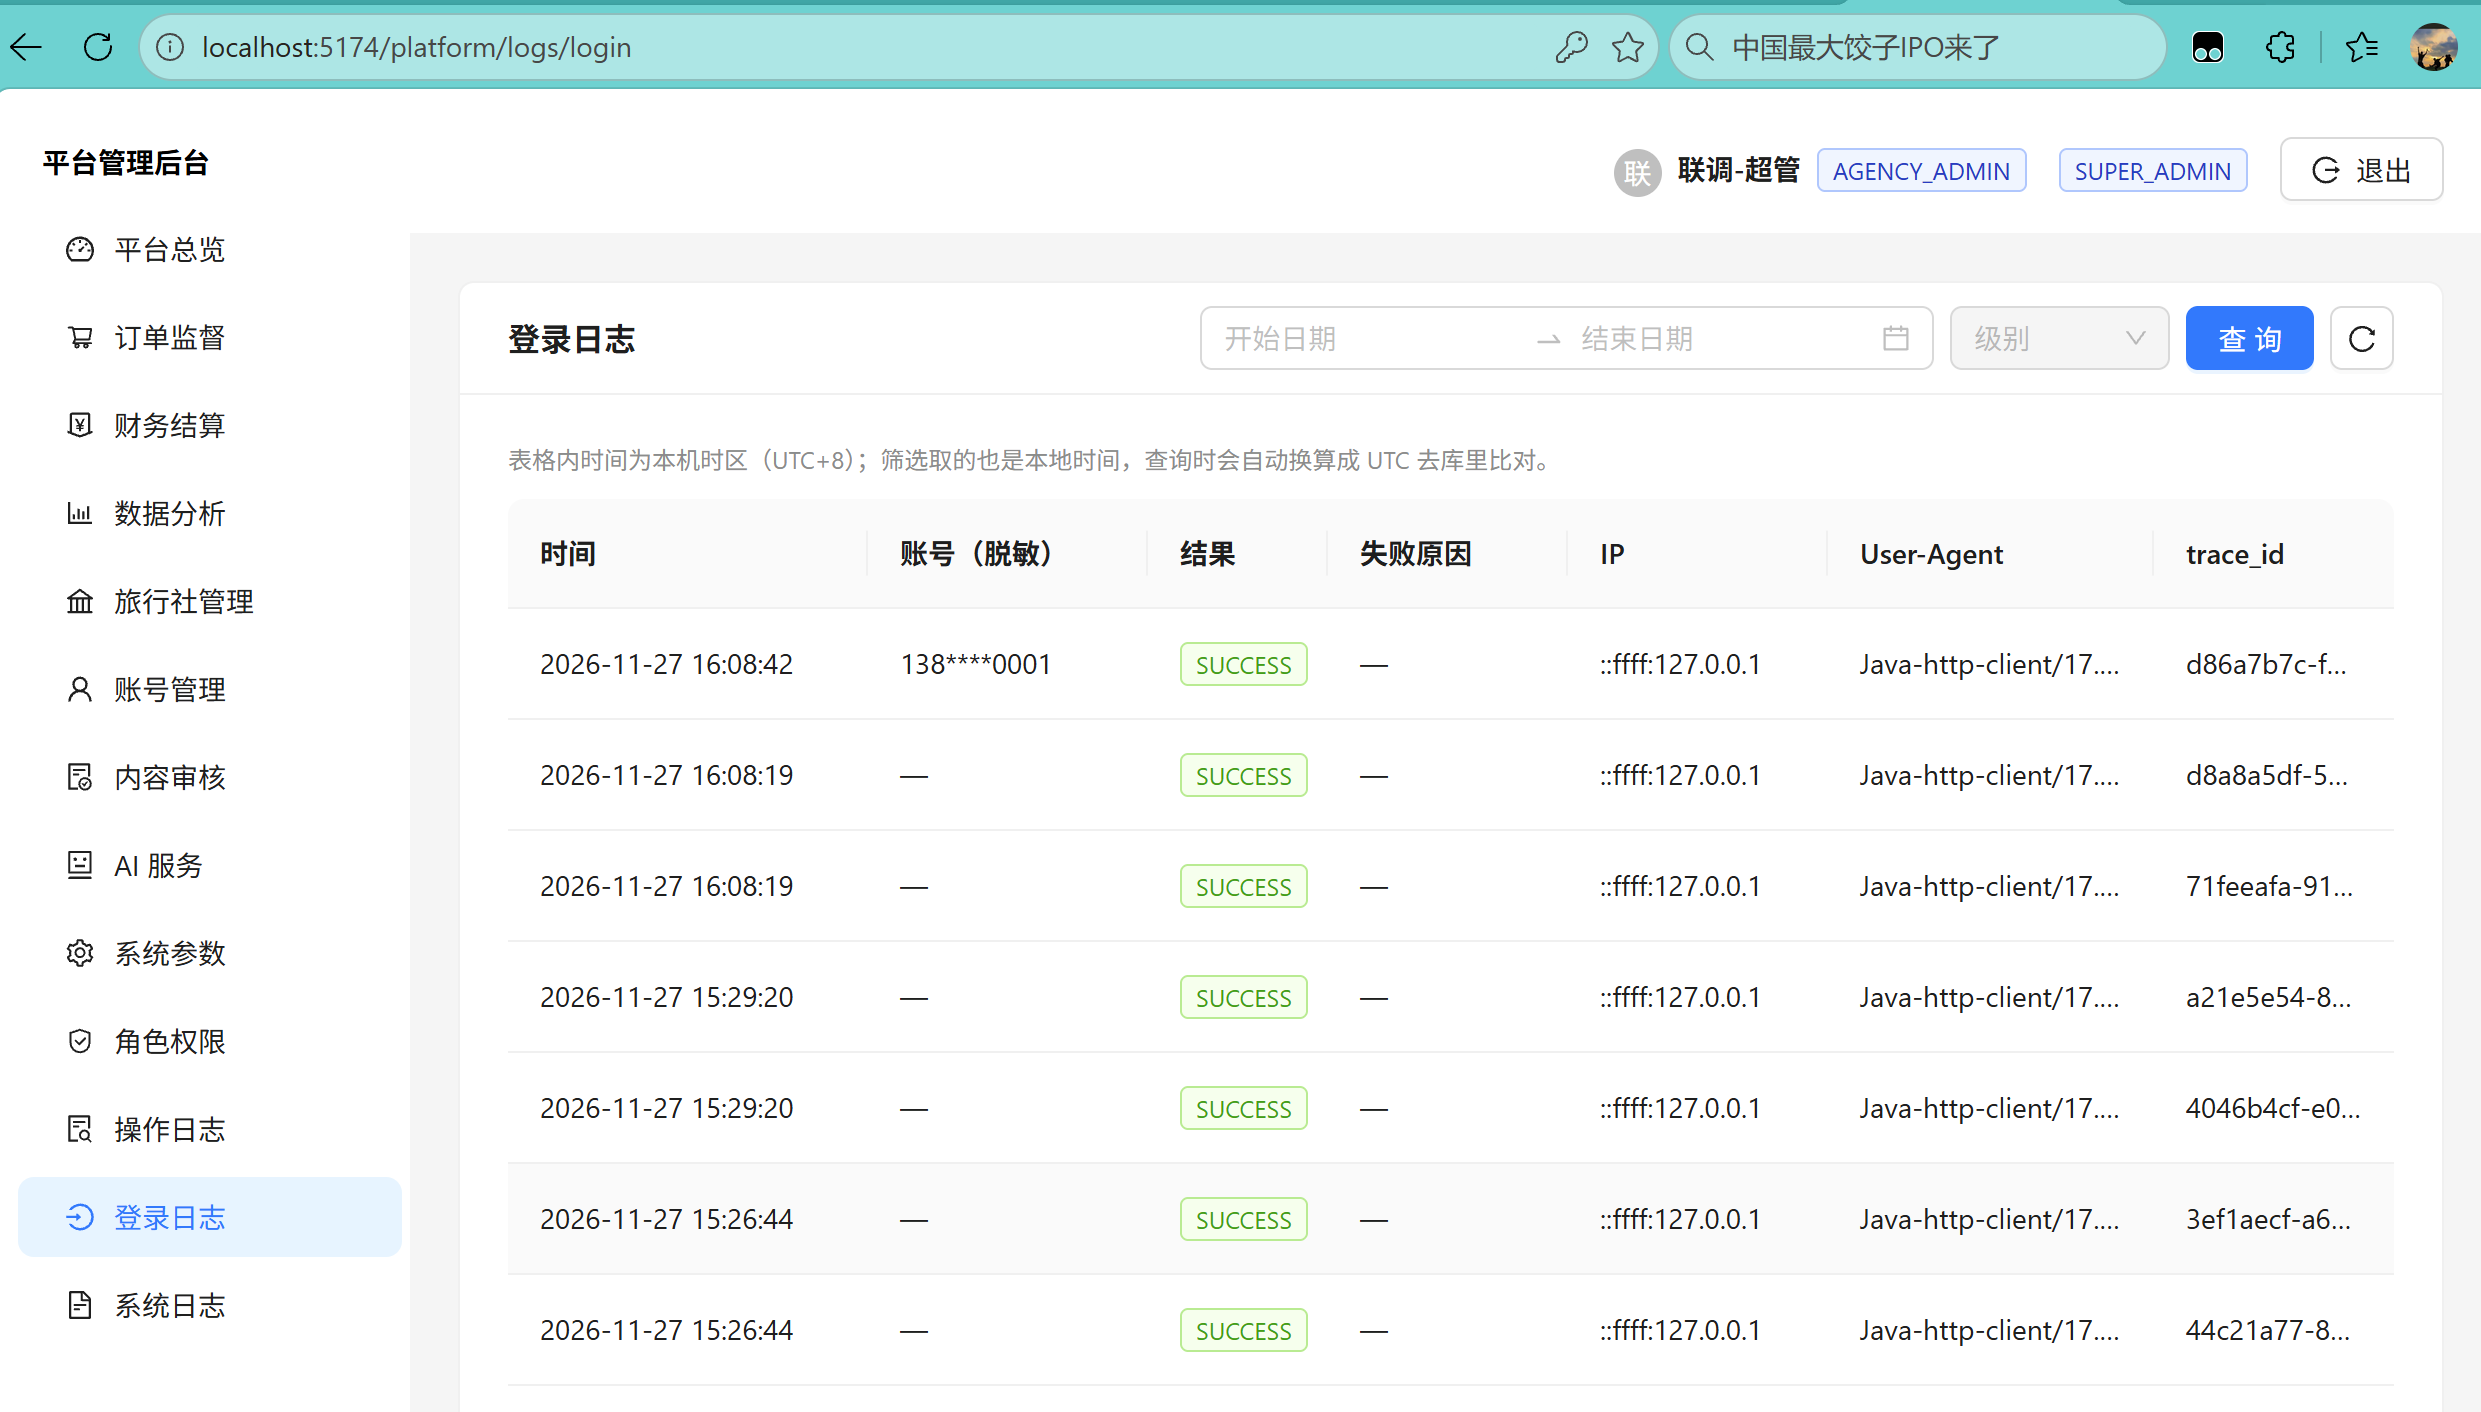 localhost:5174/platform/logs/login
中国最大饺子IPO来了
平台管理后台
联 联调-超管 AGENCY_ADMIN SUPER_ADMIN 退出
平台总览
订单监督
财务结算
数据分析
旅行社管理
账号管理
内容审核
AI 服务
系统参数
角色权限
操作日志
登录日志
系统日志
登录日志 开始日期 结束日期 级别 查 询
表格内时间为本机时区（UTC+8）；筛选取的也是本地时间，查询时会自动换算成 UTC 去库里比对。
时间 账号（脱敏） 结果 失败原因 IP User-Agent trace_id
2026-11-27 16:08:42 138****0001 SUCCESS — ::ffff:127.0.0.1 Java-http-client/17.... d86a7b7c-f...
2026-11-27 16:08:19 — SUCCESS — ::ffff:127.0.0.1 Java-http-client/17.... d8a8a5df-5...
2026-11-27 16:08:19 — SUCCESS — ::ffff:127.0.0.1 Java-http-client/17.... 71feeafa-91...
2026-11-27 15:29:20 — SUCCESS — ::ffff:127.0.0.1 Java-http-client/17.... a21e5e54-8...
2026-11-27 15:29:20 — SUCCESS — ::ffff:127.0.0.1 Java-http-client/17.... 4046b4cf-e0...
2026-11-27 15:26:44 — SUCCESS — ::ffff:127.0.0.1 Java-http-client/17.... 3ef1aecf-a6...
2026-11-27 15:26:44 — SUCCESS — ::ffff:127.0.0.1 Java-http-client/17.... 44c21a77-8...